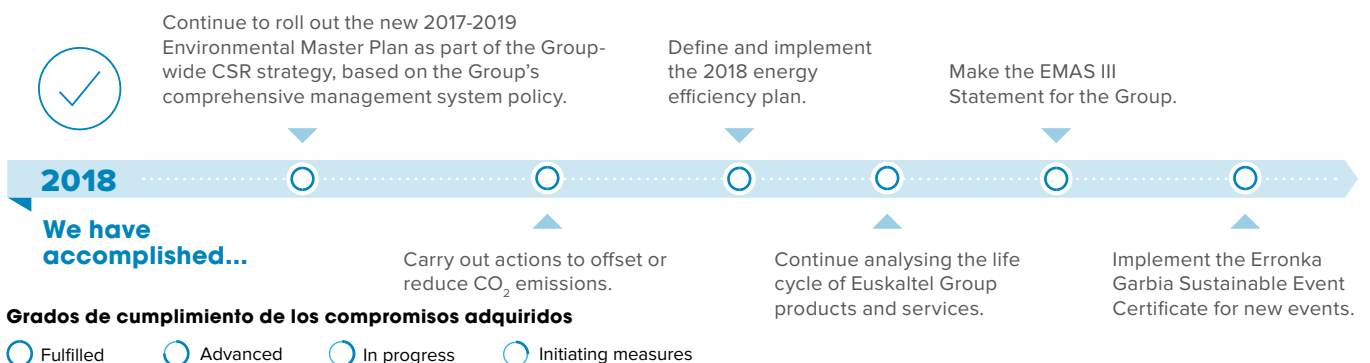 Continue to roll out the new 2017-2019
Environmental Master Plan as part of the Group-
wide CSR strategy, based on the Group's
comprehensive management system policy.
Define and implement
the 2018 energy
efficiency plan.
Make the EMAS III
Statement for the Group.
2018
We have
accomplished...
Carry out actions to offset or
reduce CO2 emissions.
Continue analysing the life
cycle of Euskaltel Group
products and services.
Implement the Erronka
Garbia Sustainable Event
Certificate for new events.
Grados de cumplimiento de los compromisos adquiridos
Fulfilled
Advanced
In progress
Initiating measures